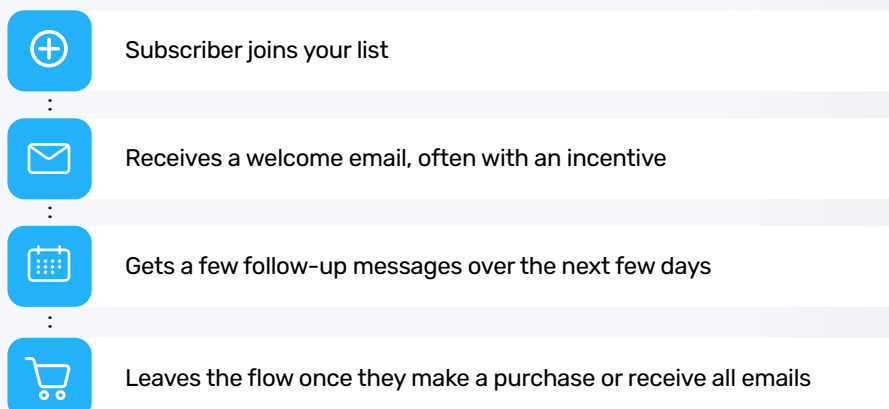 Subscriber joins your list
Receives a welcome email, often with an incentive
Gets a few follow-up messages over the next few days
Leaves the flow once they make a purchase or receive all emails